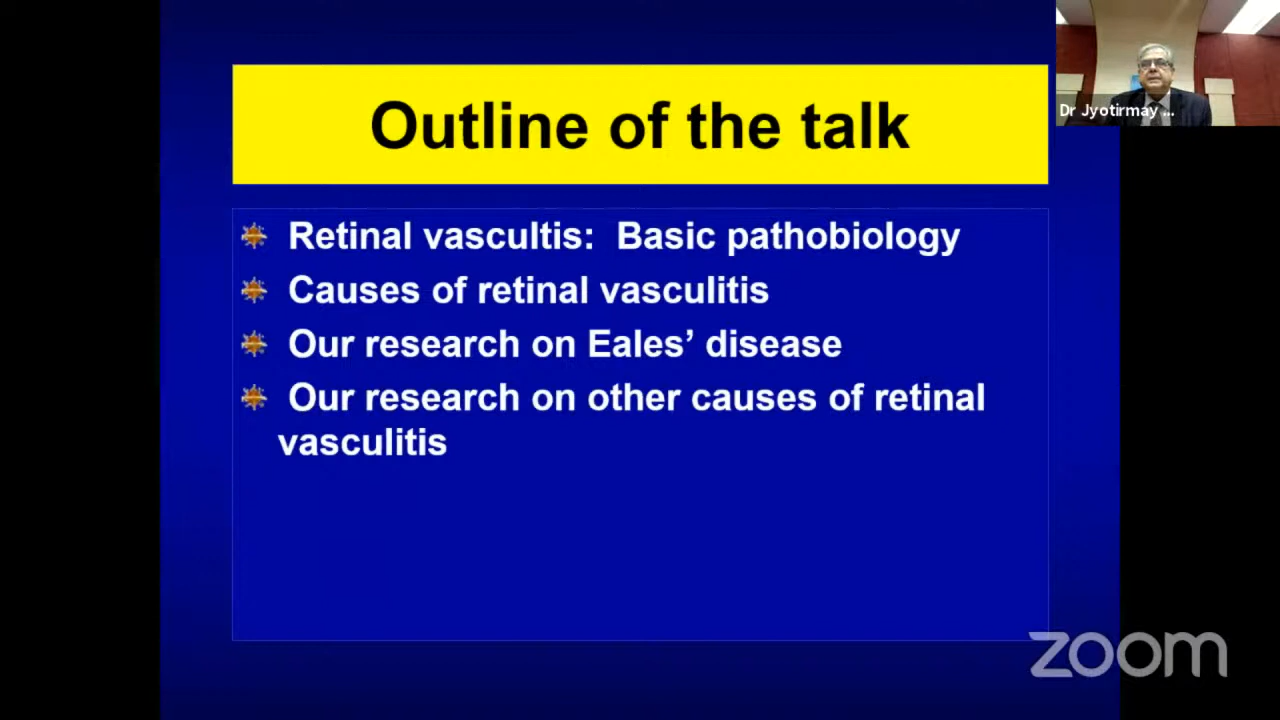 Outline of the talk
Dr Jyotirmay ...
Retinal vascultis: Basic pathobiology
Causes of retinal vasculitis
Our research on Eales’ disease
Our research on other causes of retinal
vasculitis
zoom